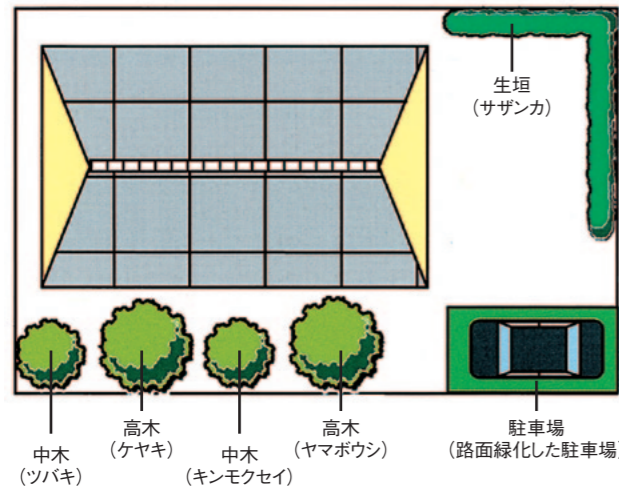 生垣
(サザンカ)
中木
(ツバキ)
高木
(ケヤキ)
中木
(キンモクセイ)
高木
(ヤマボウシ)
駐車場
(路面緑化した駐車場)